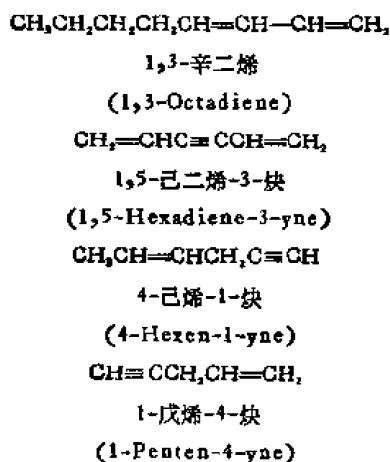 CH₃CH₂CH₂CH₂CH=CH—CH=CH₂
1,3-辛二烯
(1,3-Octadiene)
CH₂=CHC≡CCH=CH₂
1,5-己二烯-3-炔
(1,5-Hexadiene-3-yne)
CH₃CH=CHCH₂C≡CH
4-己烯-1-炔
(4-Hexen-1-yne)
CH≡CCH₂CH=CH₂
1-戊烯-4-炔
(1-Penten-4-yne)